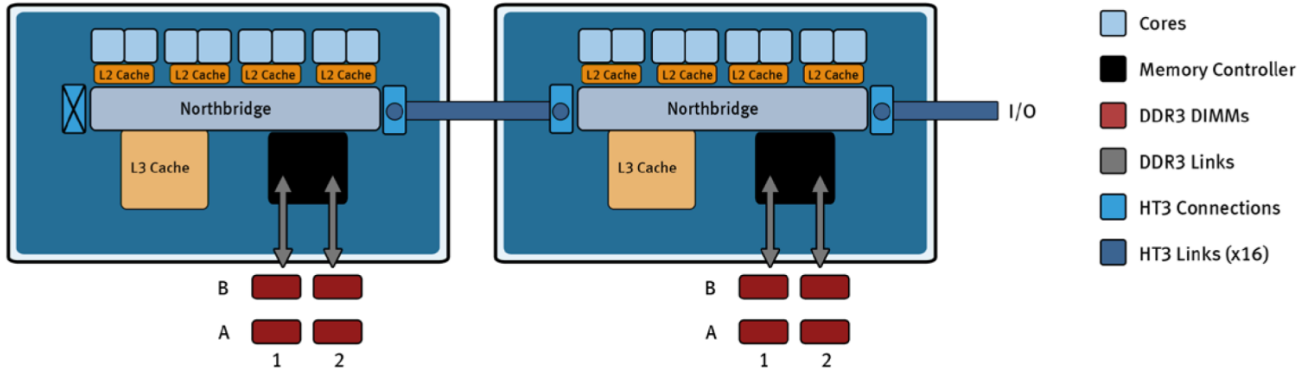 L2 Cache L2 Cache L2 Cache L2 Cache
Northbridge
L3 Cache
B
A
1 2
L2 Cache L2 Cache L2 Cache L2 Cache
Northbridge
I/O
L3 Cache
B
A
1 2
Cores
Memory Controller
DDR3 DIMMs
DDR3 Links
HT3 Connections
HT3 Links (x16)